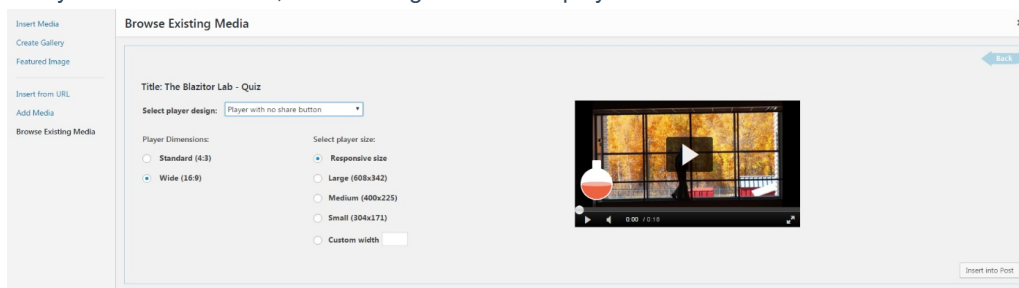 Insert Media
Create Gallery
Featured Image
Insert from URL
Add Media
Browse Existing Media
Browse Existing Media
Back
Title: The Blazitor Lab - Quiz
Select player design: Player with no share button
Player Dimensions:
Standard (4:3)
Wide (16:9)
Select player size:
Responsive size
Large (608x342)
Medium (400x225)
Small (304x171)
Custom width
0:00 / 0:18
Insert into Post